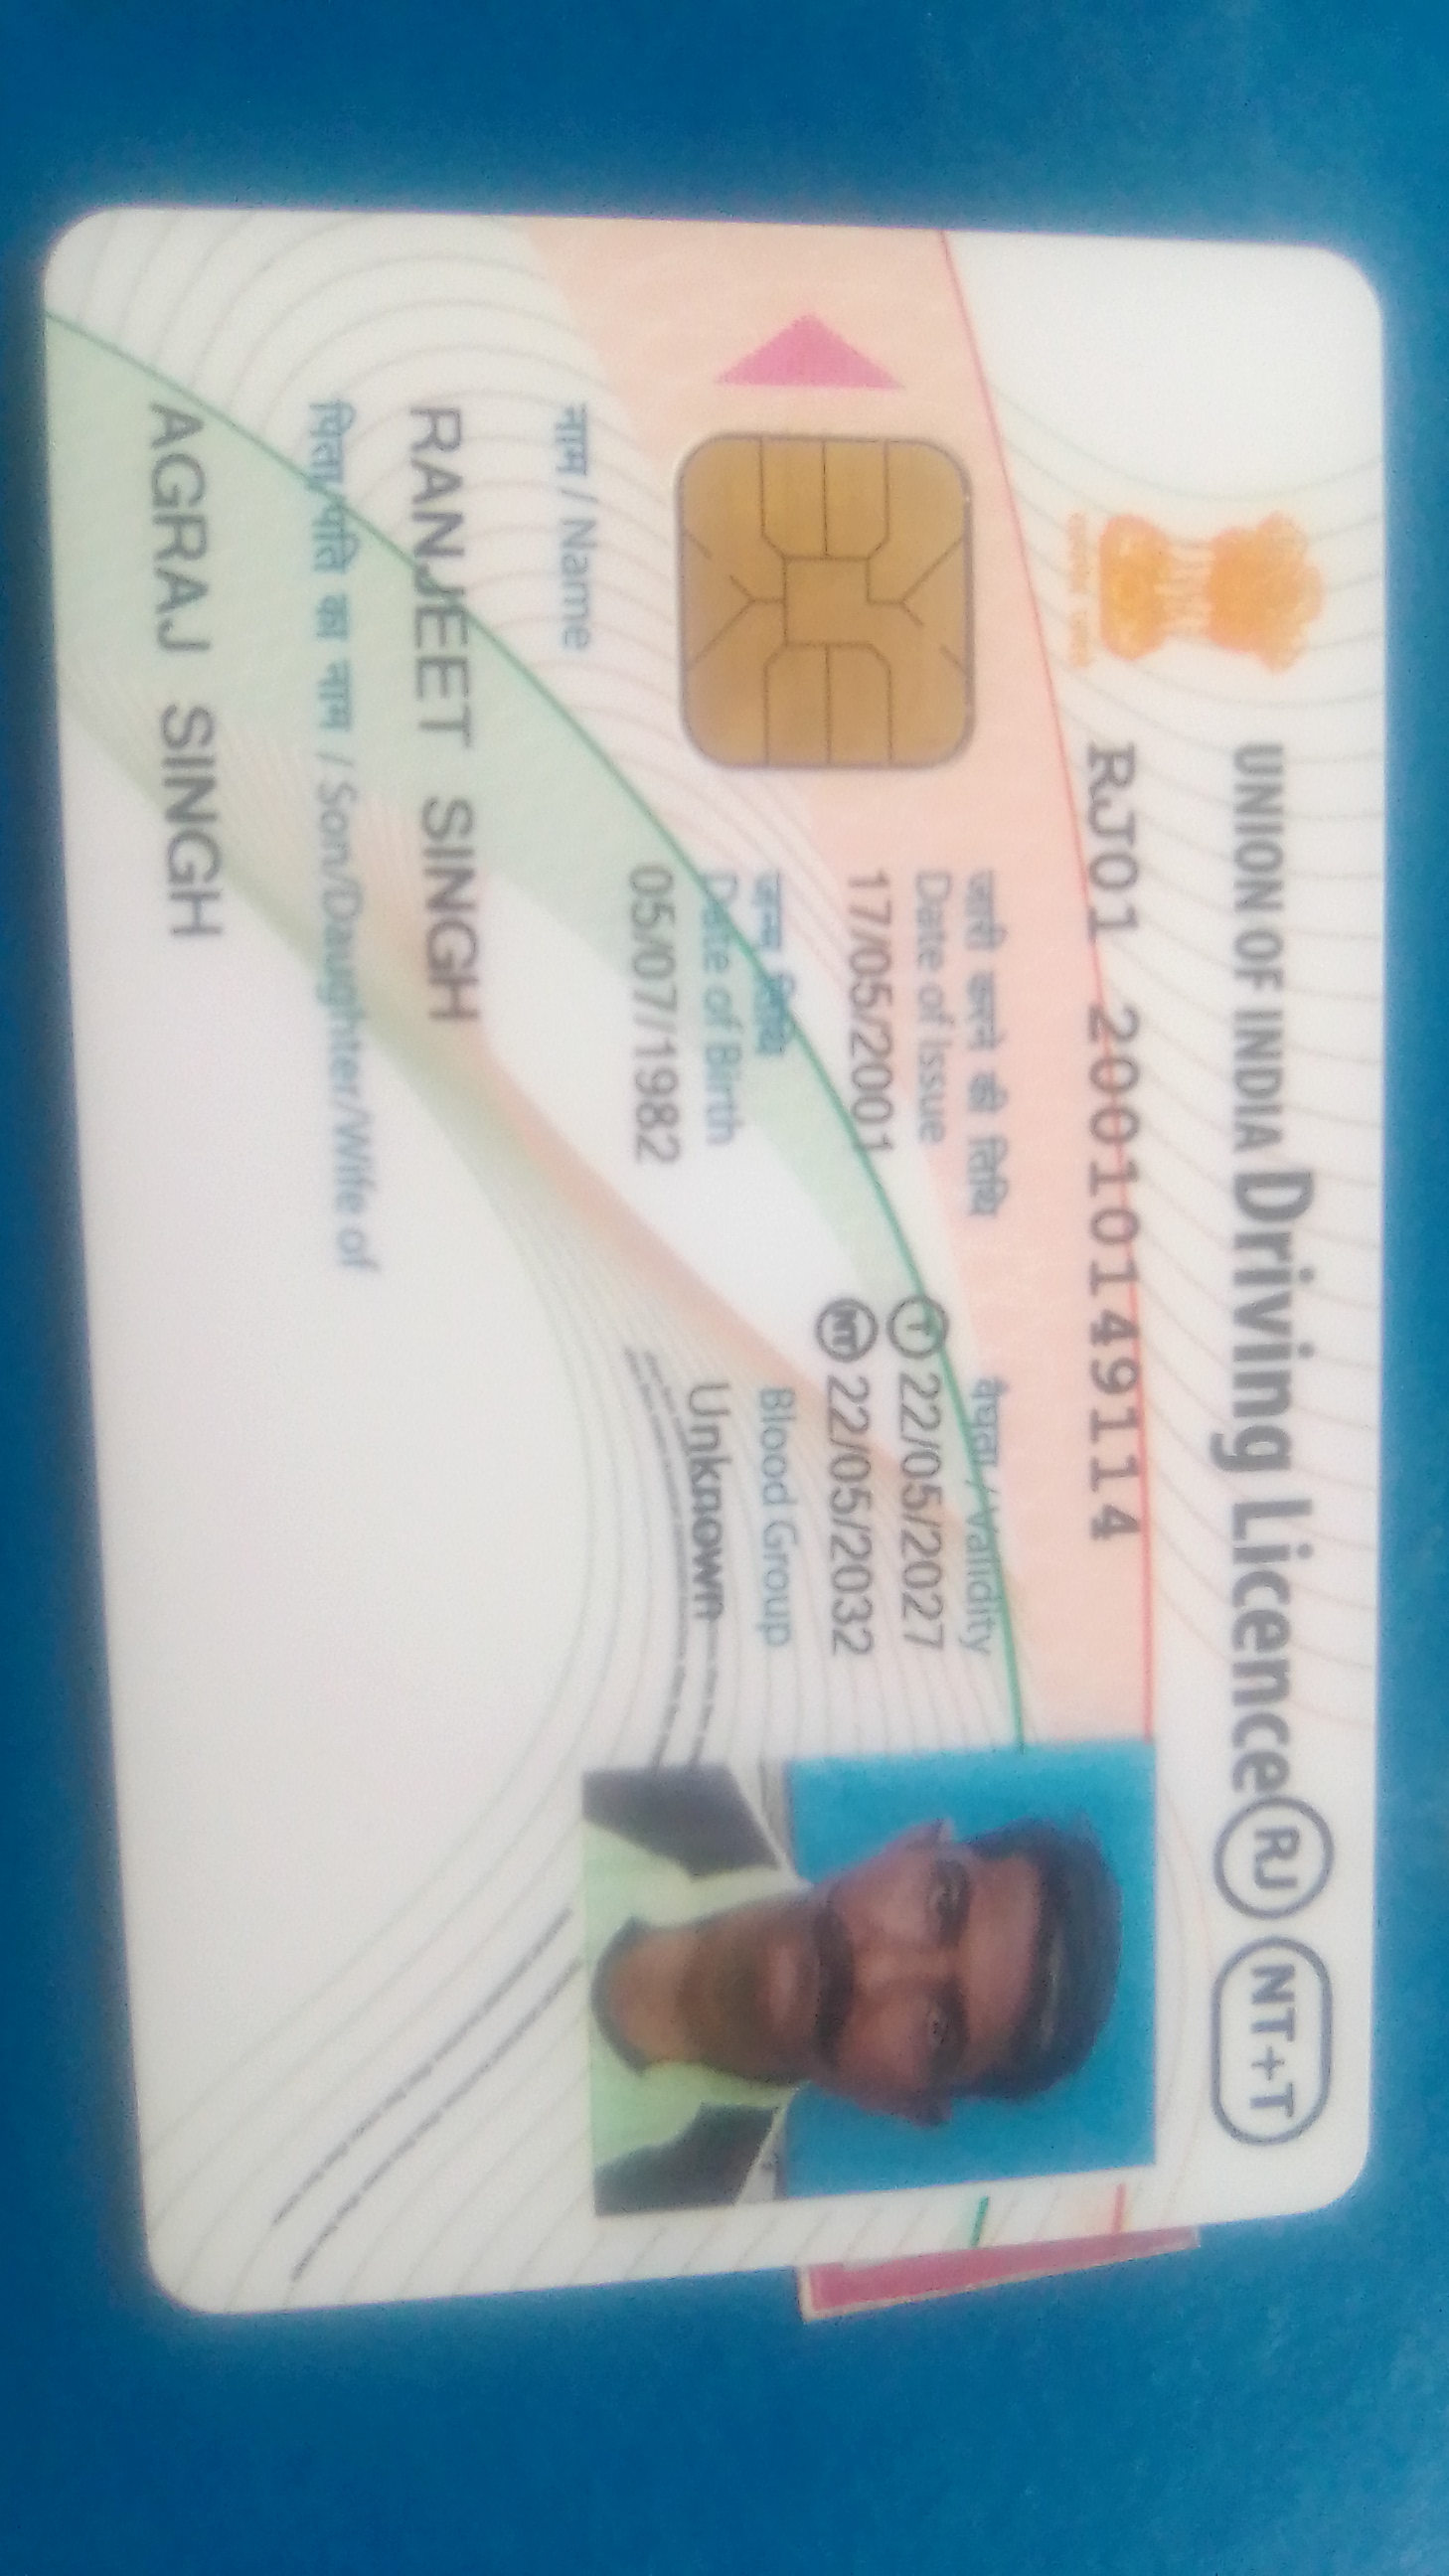 UNION OF INDIA Driving Licence RJ NT+T
RJ01 20010149114
जारी करने की तिथि
Date of Issue
17/05/2001
वैधता / Validity
T 22/05/2027
NT 22/05/2032
जन्म तिथि
Date of Birth
05/07/1982
Blood Group
Unknown
नाम / Name
RANJEET SINGH
पिता/पति का नाम / Son/Daughter/Wife of
AGRAJ SINGH